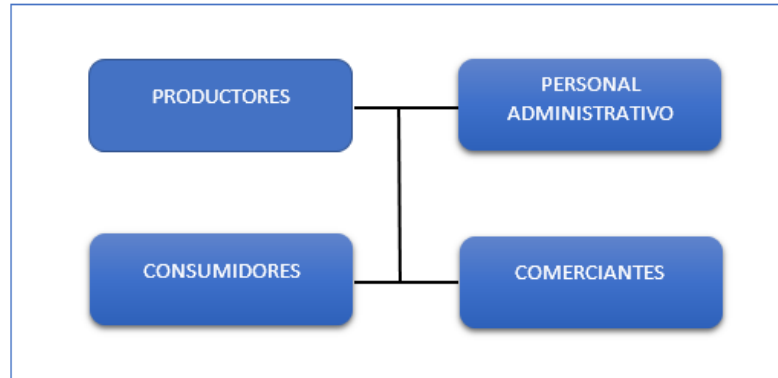 PRODUCTORES
PERSONAL
ADMINISTRATIVO
CONSUMIDORES
COMERCIANTES